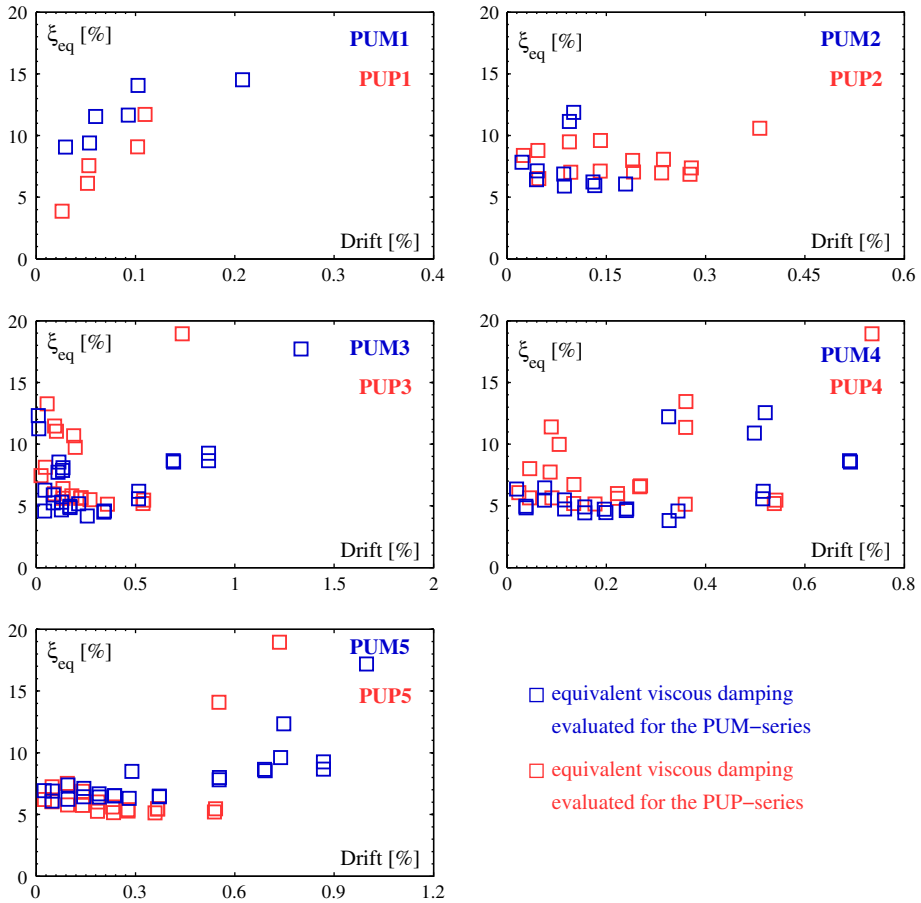 20
ξeq [%]
PUM1
15
PUP1
10
5
Drift [%]
0
0 0.1 0.2 0.3 0.4
20
ξeq [%]
PUM2
15
PUP2
10
5
Drift [%]
0
0 0.15 0.3 0.45 0.6
20
ξeq [%]
PUM3
15
PUP3
10
5
Drift [%]
0
0 0.5 1 1.5 2
20
ξeq [%]
PUM4
15
PUP4
10
5
Drift [%]
0
0 0.2 0.4 0.6 0.8
20
ξeq [%]
PUM5
15
PUP5
10
5
Drift [%]
0
0 0.3 0.6 0.9 1.2
equivalent viscous damping
evaluated for the PUM−series
equivalent viscous damping
evaluated for the PUP−series